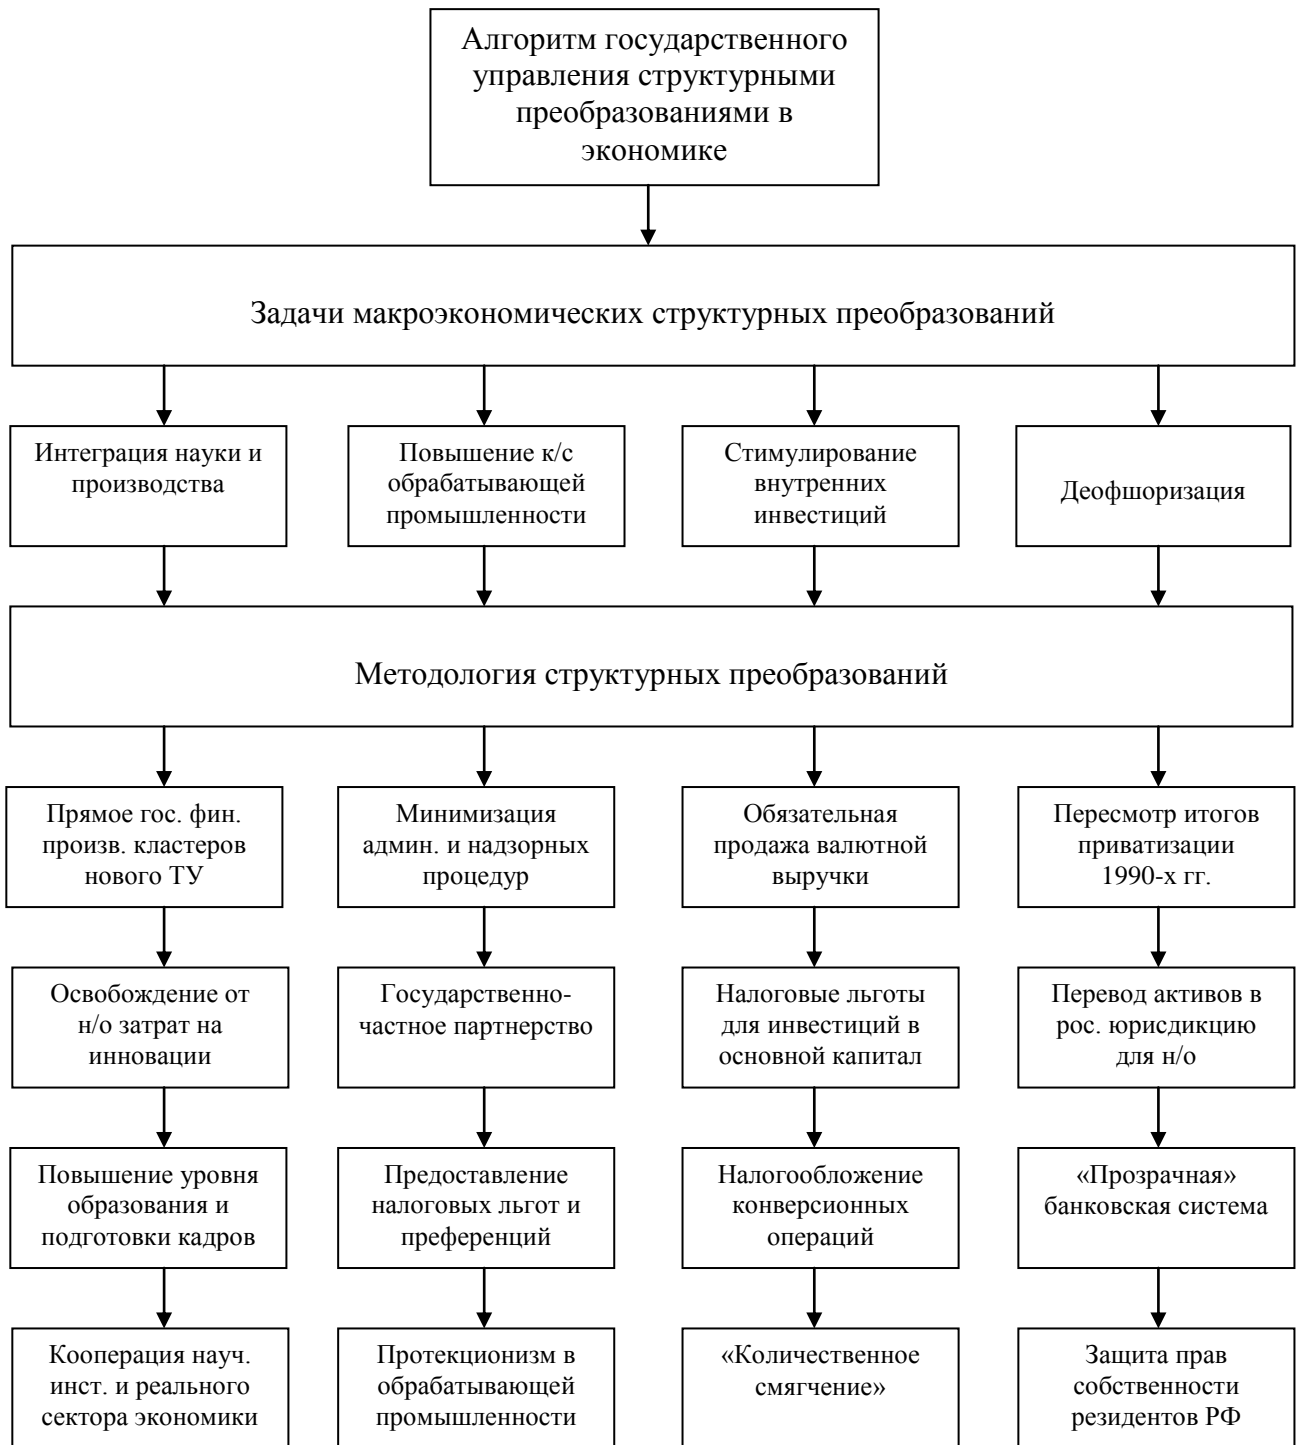 Алгоритм государственного
управления структурными
преобразованиями в
экономике
Задачи макроэкономических структурных преобразований
Интеграция науки и
производства
Повышение к/с
обрабатывающей
промышленности
Стимулирование
внутренних
инвестиций
Деофшоризация
Методология структурных преобразований
Прямое гос. фин.
произв. кластеров
нового ТУ
Минимизация
админ. и надзорных
процедур
Обязательная
продажа валютной
выручки
Пересмотр итогов
приватизации
1990-х гг.
Освобождение от
н/о затрат на
инновации
Государственно-
частное партнерство
Налоговые льготы
для инвестиций в
основной капитал
Перевод активов в
рос. юрисдикцию
для н/о
Повышение уровня
образования и
подготовки кадров
Предоставление
налоговых льгот и
преференций
Налогообложение
конверсионных
операций
«Прозрачная»
банковская система
Кооперация науч.
инст. и реального
сектора экономики
Протекционизм в
обрабатывающей
промышленности
«Количественное
смягчение»
Защита прав
собственности
резидентов РФ